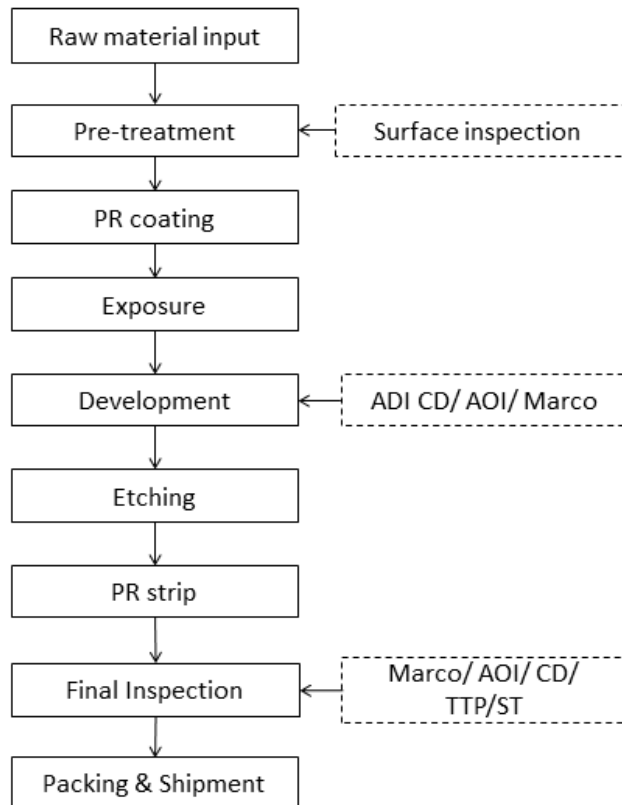 Raw material input
Pre-treatment
Surface inspection
PR coating
Exposure
Development
ADI CD/ AOI/ Marco
Etching
PR strip
Final Inspection
Marco/ AOI/ CD/
TTP/ST
Packing & Shipment